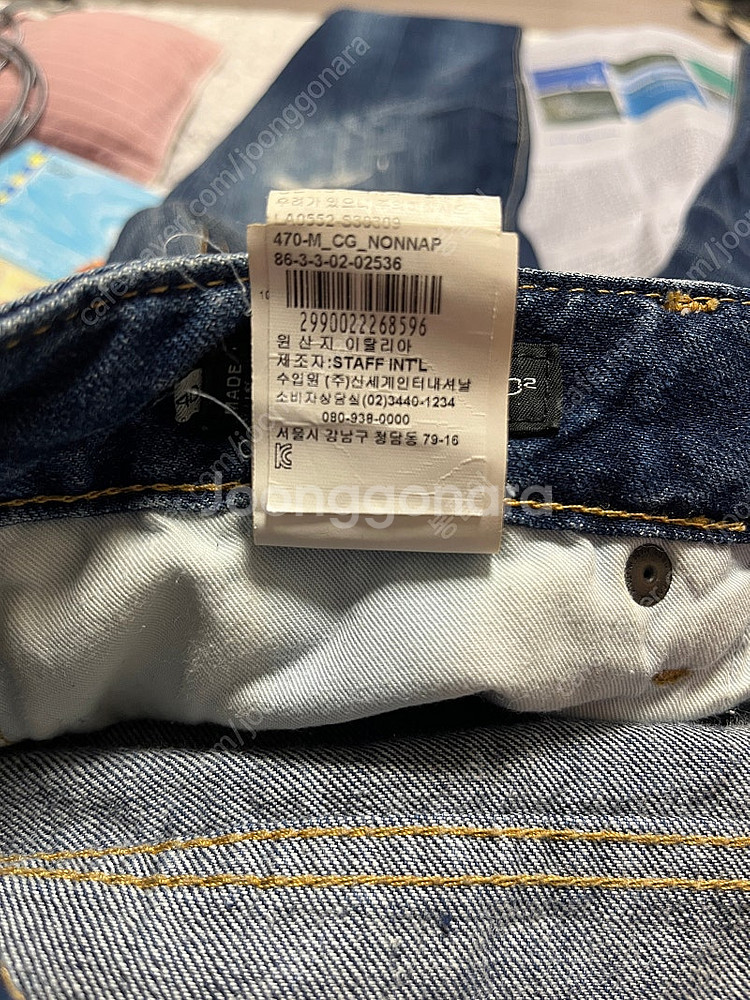 LA0552-S30309
470-M_CG_NONNAP
86-3-3-02-02536
2990022268596
원 산 지 이탈리아
제조자:STAFF INT'L
수입원 (주)신세계인터내셔날
소비자상담실(02)3440-1234
080-938-0000
서울시 강남구 청담동 79-16
Joonggonara